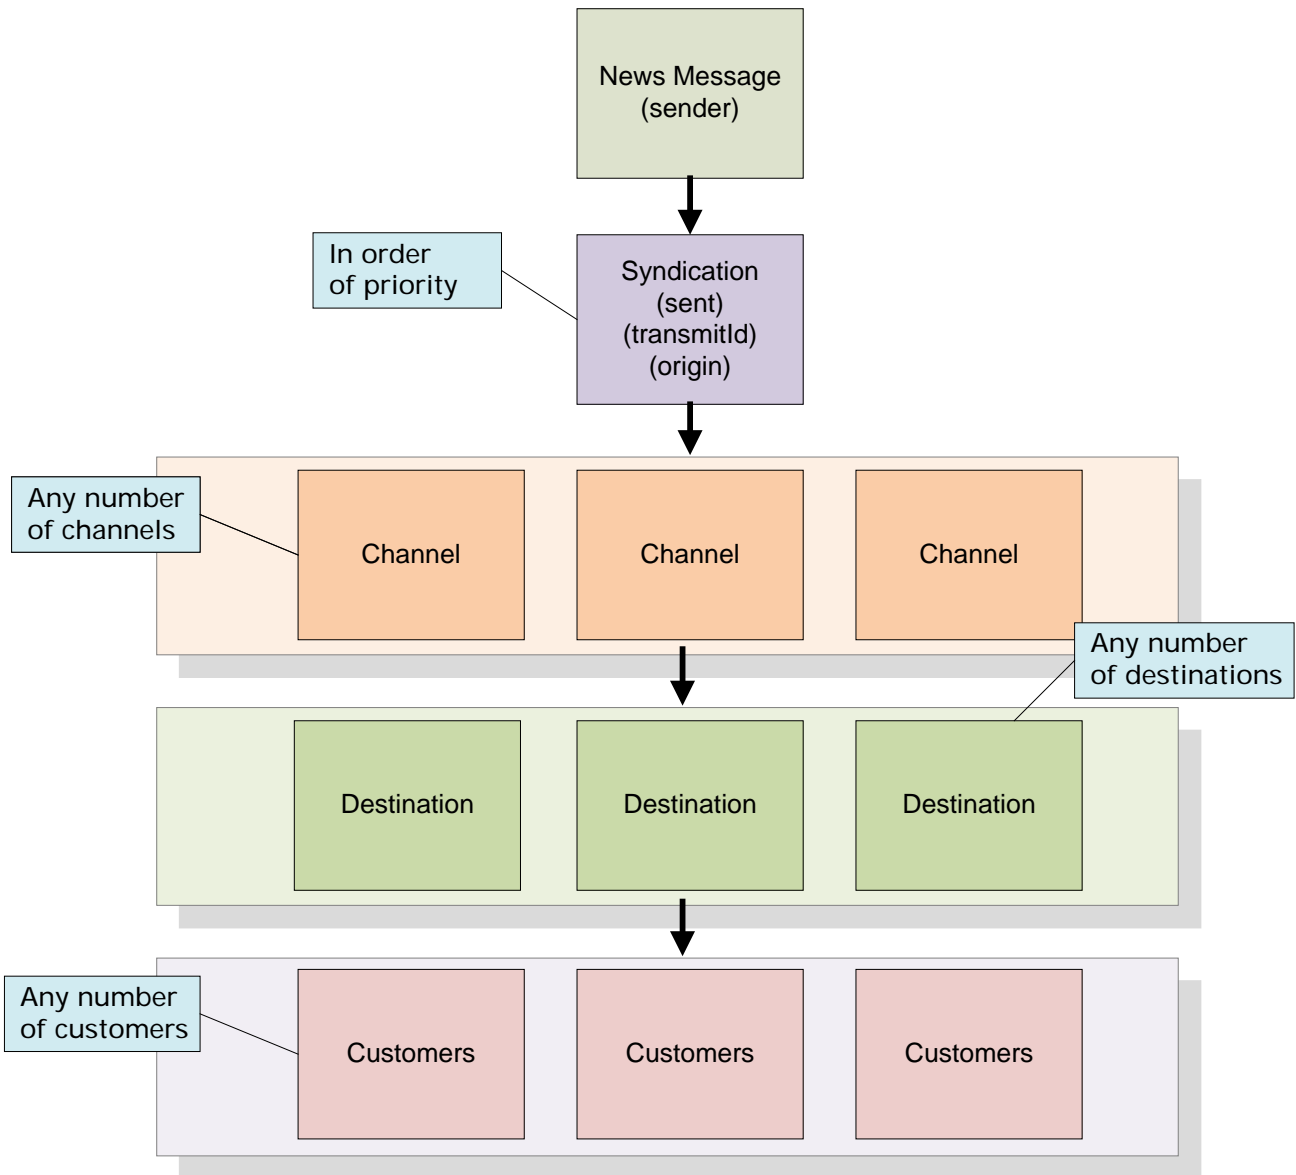 News Message
(sender)
In order
of priority
Syndication
(sent)
(transmitId)
(origin)
Any number
of channels
Channel
Channel
Channel
Any number
of destinations
Destination
Destination
Destination
Any number
of customers
Customers
Customers
Customers